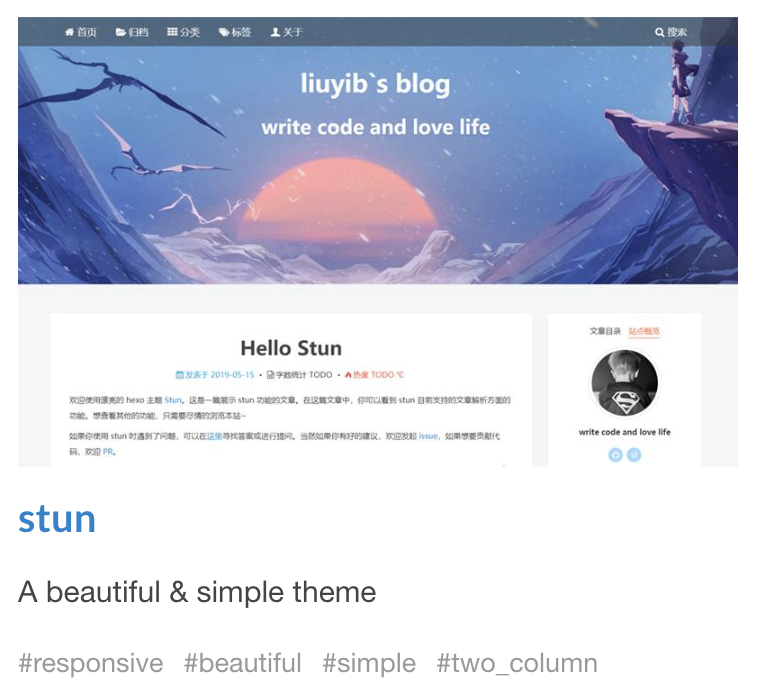 首页 归档 分类 标签 关于 搜索
liuyib`s blog
write code and love life
Hello Stun
发表于 2019-05-15 • 字数统计 TODO • 热度 TODO ℃
欢迎使用漂亮的 hexo 主题 Stun。这是一篇展示 stun 功能的文章。在这篇文章中，你可以看到 stun 目前支持的文章解析方面的
功能。想查看其他的功能，只需要尽情的浏览本站~
如果你使用 stun 时遇到了问题，可以在这里寻找答案或进行提问。当然如果你有好的建议，欢迎发起 issue，如果想要贡献代
码，欢迎 PR。
文章目录 站点概览
write code and love life
stun
A beautiful & simple theme
#responsive #beautiful #simple #two_column